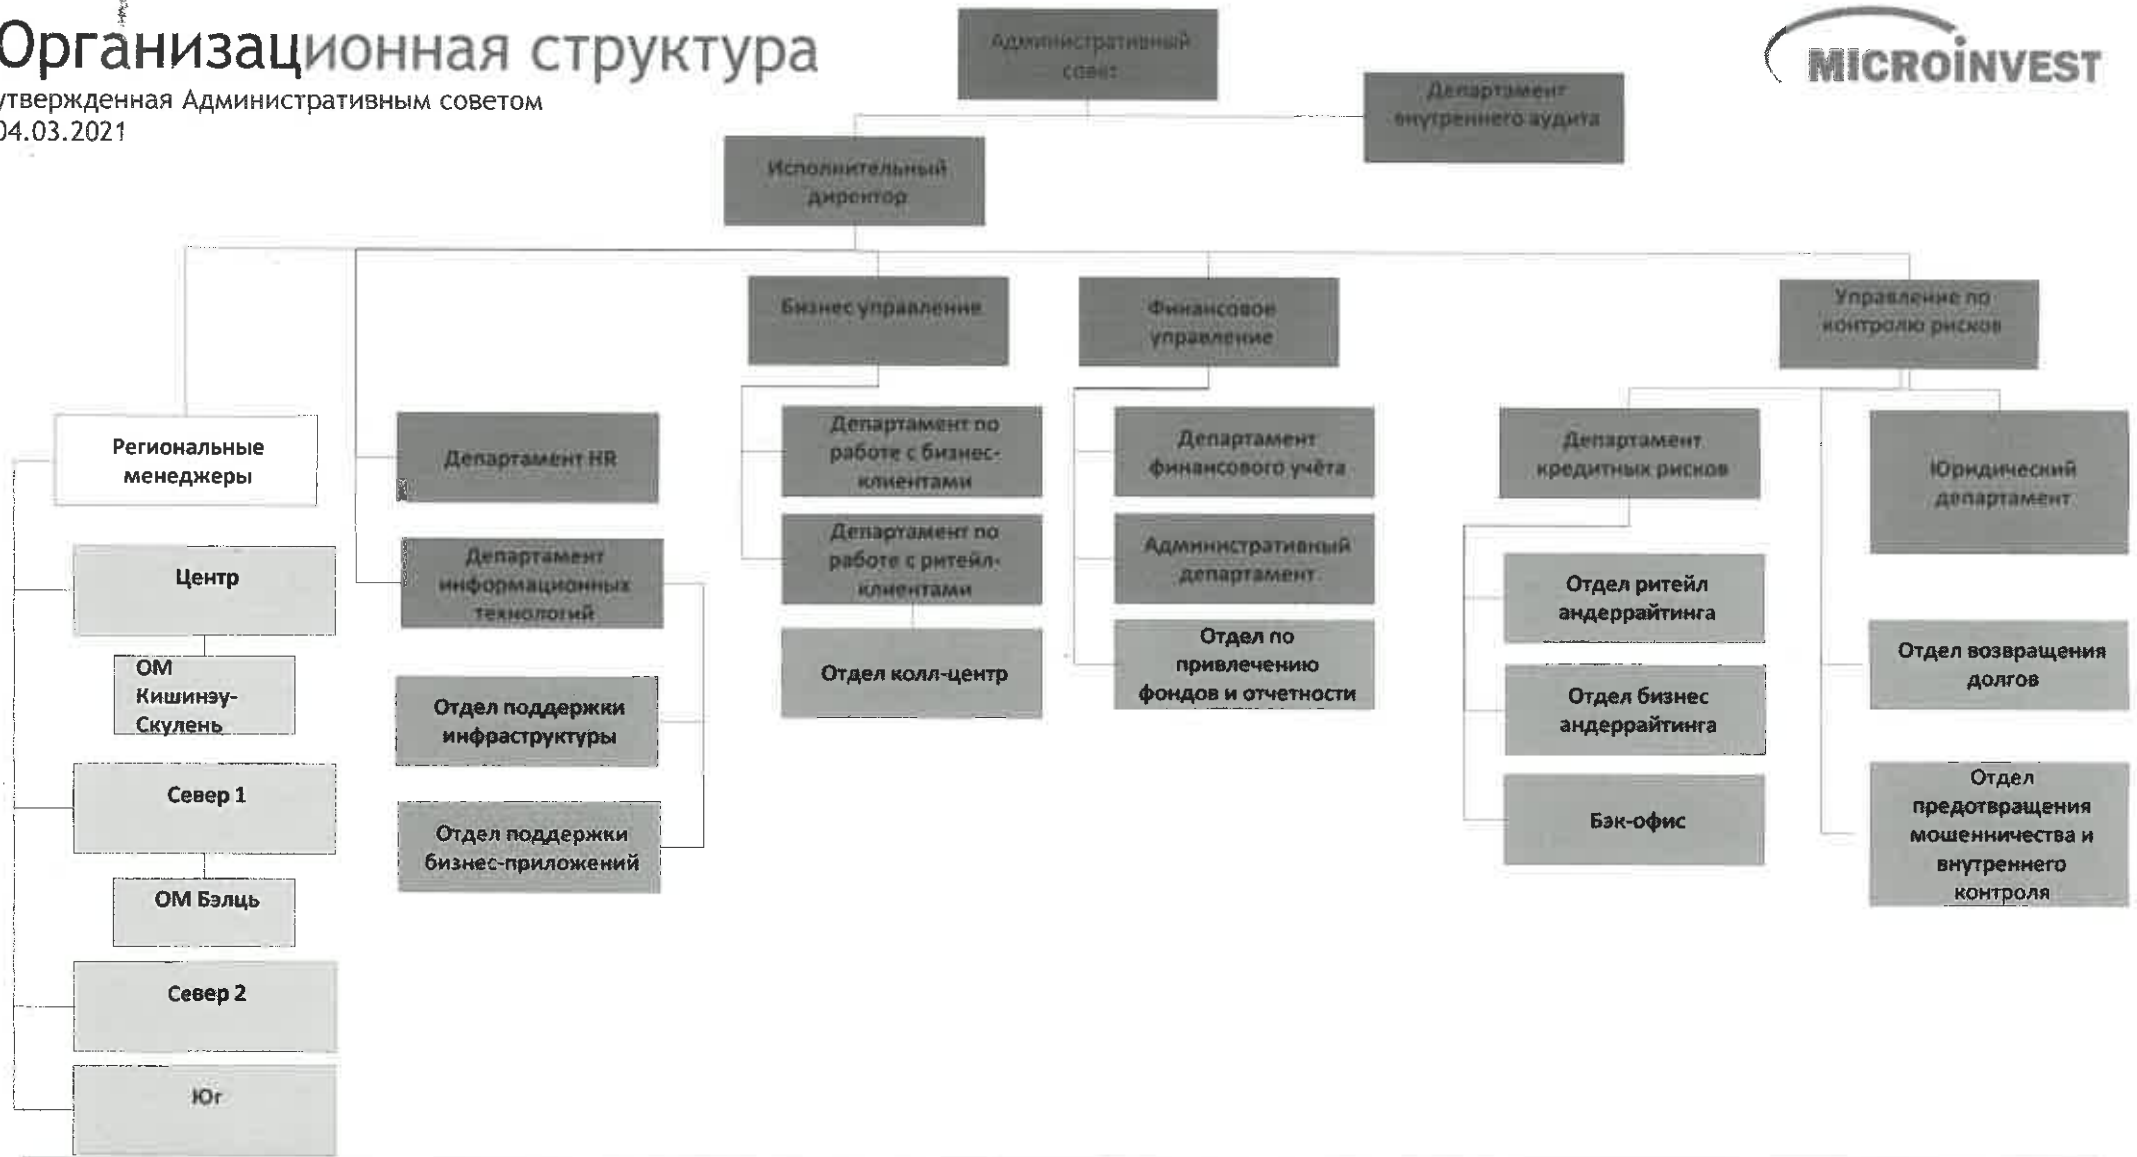 Организационная структура
утвержденная Административным советом
04.03.2021
MICROINVEST
Административный
совет
Департамент
внутреннего аудита
Исполнительный
директор
Бизнес управление
Финансовое
управление
Управление по
контролю рисков
Региональные
менеджеры
Центр
ОМ
Кишинэу-
Скулень
Север 1
ОМ Бэлць
Север 2
Юг
Департамент HR
Департамент
информационных
технологий
Отдел поддержки
инфраструктуры
Отдел поддержки
бизнес-приложений
Департамент по
работе с бизнес-
клиентами
Департамент по
работе с ритейл-
клиентами
Отдел колл-центр
Департамент
финансового учёта
Административный
департамент
Отдел по
привлечению
фондов и отчетности
Департамент
кредитных рисков
Отдел ритейл
андеррайтинга
Отдел бизнес
андеррайтинга
Бэк-офис
Юридический
департамент
Отдел возвращения
долгов
Отдел
предотвращения
мошенничества и
внутреннего
контроля